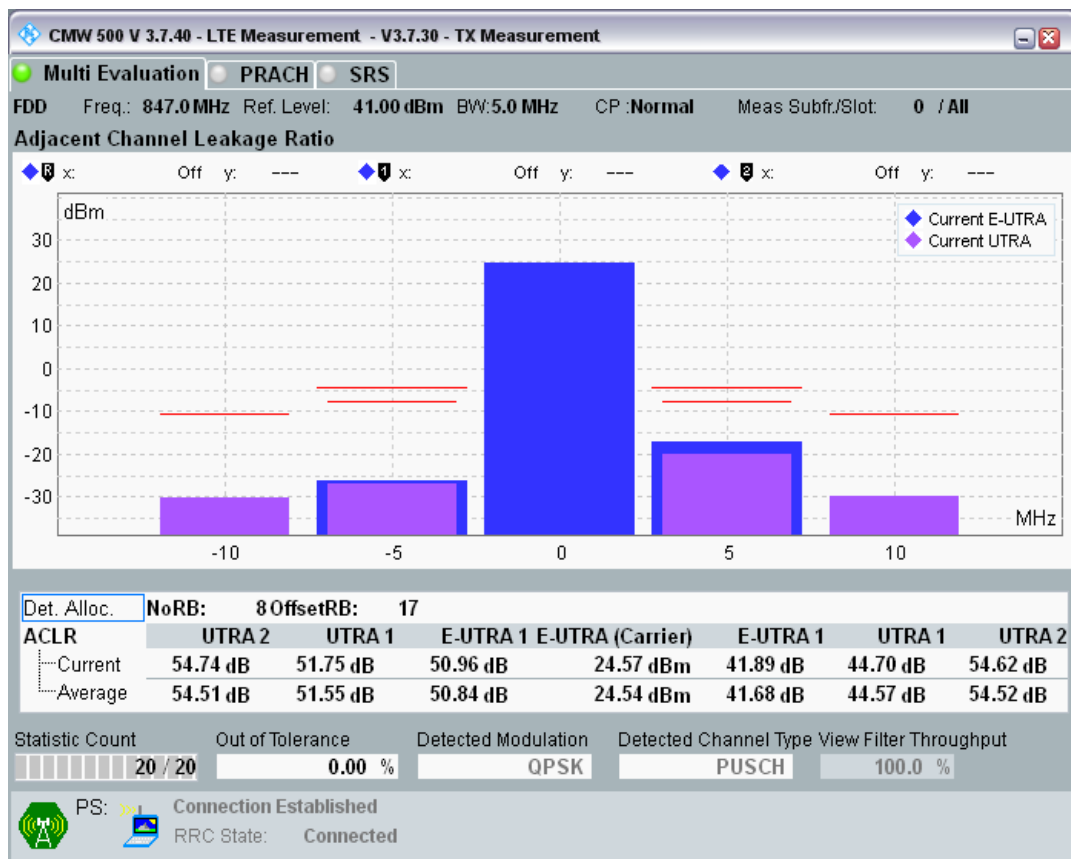 CMW 500 V 3.7.40 - LTE Measurement - V3.7.30 - TX Measurement
Multi Evaluation PRACH SRS
FDD Freq.: 847.0 MHz Ref. Level: 41.00 dBm BW:5.0 MHz CP :Normal Meas Subfr./Slot: 0 / All
Adjacent Channel Leakage Ratio
R x: Off y: --- 1 x: Off y: --- 2 x: Off y: ---
dBm
Current E-UTRA
Current UTRA
30
20
10
0
-10
-20
-30
MHz
-10 -5 0 5 10
Det. Alloc. NoRB: 8 OffsetRB: 17
ACLR UTRA 2 UTRA 1 E-UTRA 1 E-UTRA (Carrier) E-UTRA 1 UTRA 1 UTRA 2
Current 54.74 dB 51.75 dB 50.96 dB 24.57 dBm 41.89 dB 44.70 dB 54.62 dB
Average 54.51 dB 51.55 dB 50.84 dB 24.54 dBm 41.68 dB 44.57 dB 54.52 dB
Statistic Count Out of Tolerance Detected Modulation Detected Channel Type View Filter Throughput
20 / 20 0.00 % QPSK PUSCH 100.0 %
PS: Connection Established
RRC State: Connected